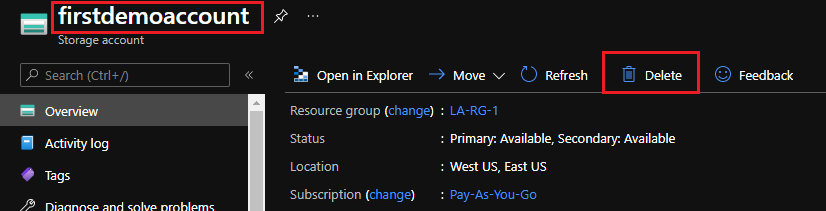 firstdemoaccount ...
Storage account
Search (Ctrl+/) «
Open in Explorer Move Refresh Delete Feedback
Overview
Activity log
Tags
Diagnose and solve problems
Resource group (change) : LA-RG-1
Status : Primary: Available, Secondary: Available
Location : West US, East US
Subscription (change) : Pay-As-You-Go